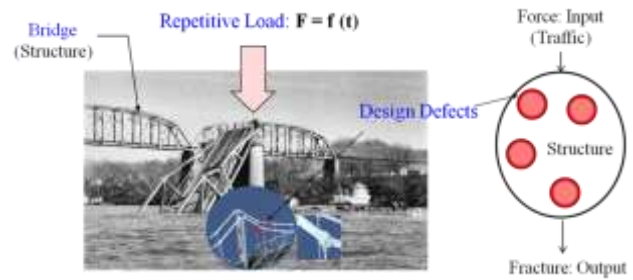 Repetitive Load: F = f (t)
Bridge
(Structure)
Force: Input
(Traffic)
Design Defects
Structure
Fracture: Output